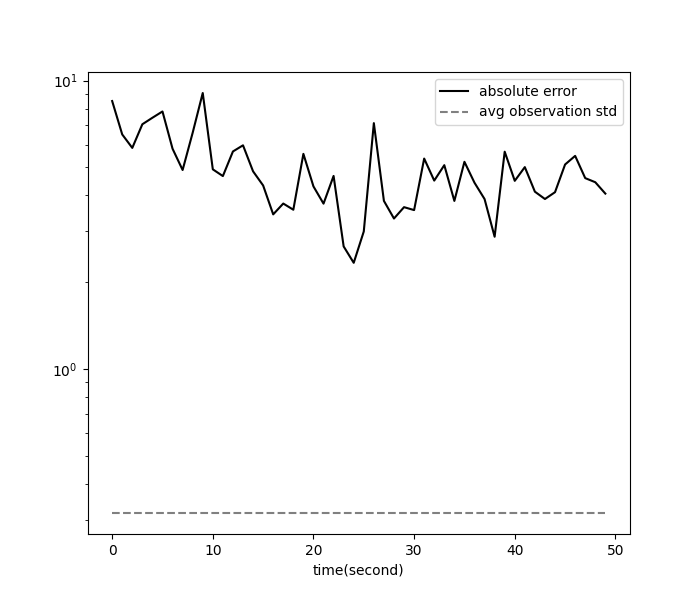 absolute error
avg observation std
10¹
10⁰
0 10 20 30 40 50
time(second)